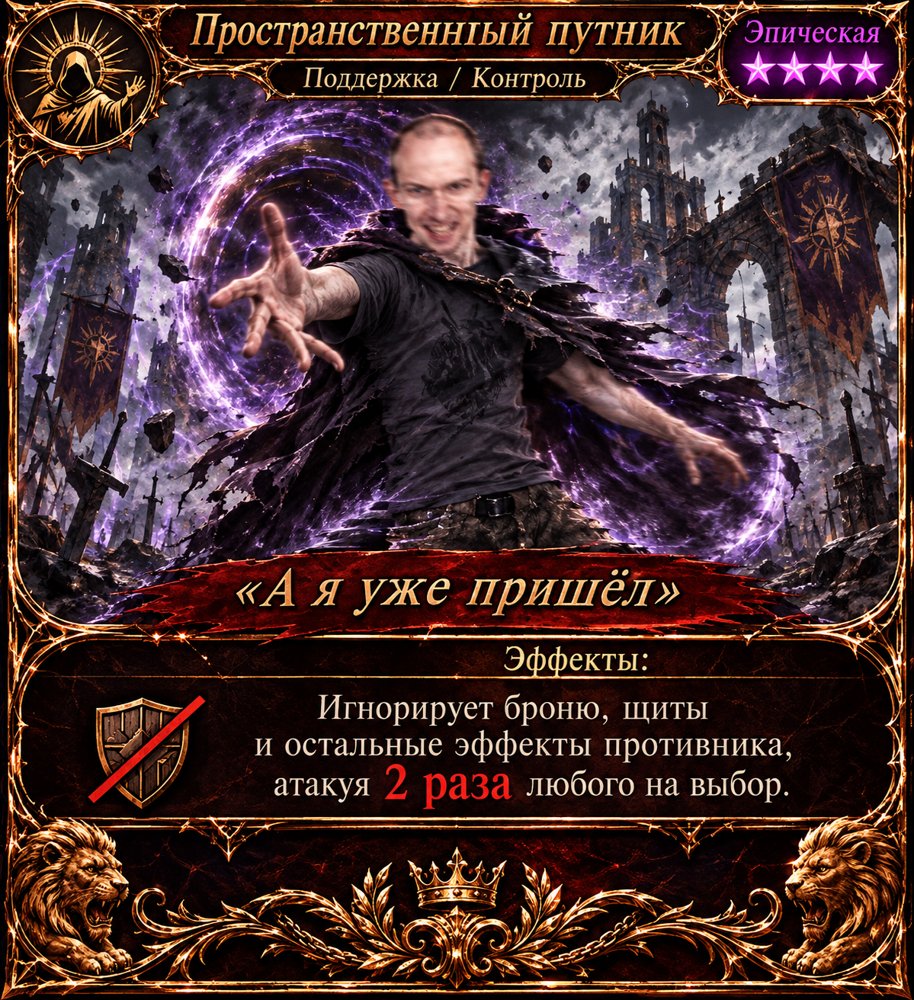 Пространственный путник
Эпическая
Поддержка / Контроль
«А я уже пришёл»
Эффекты:
Игнорирует броню, щиты
и остальные эффекты противника,
атакуя 2 раза любого на выбор.